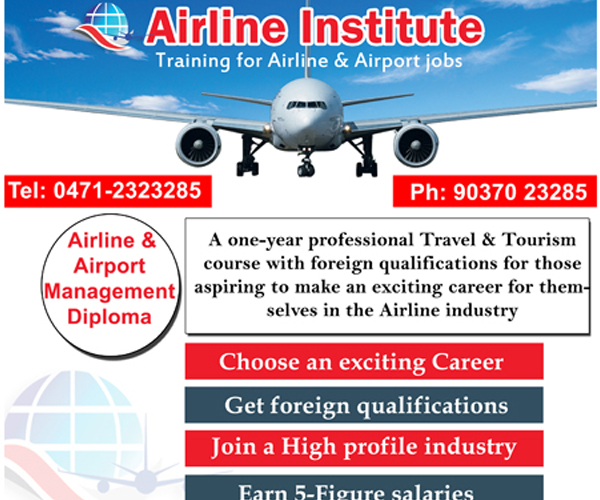 Airline Institute
Training for Airline & Airport jobs
Tel: 0471-2323285
Ph: 90370 23285
Airline &
Airport
Management
Diploma
A one-year professional Travel & Tourism
course with foreign qualifications for those
aspiring to make an exciting career for them-
selves in the Airline industry
Choose an exciting Career
Get foreign qualifications
Join a High profile industry
Earn 5-Figure salaries